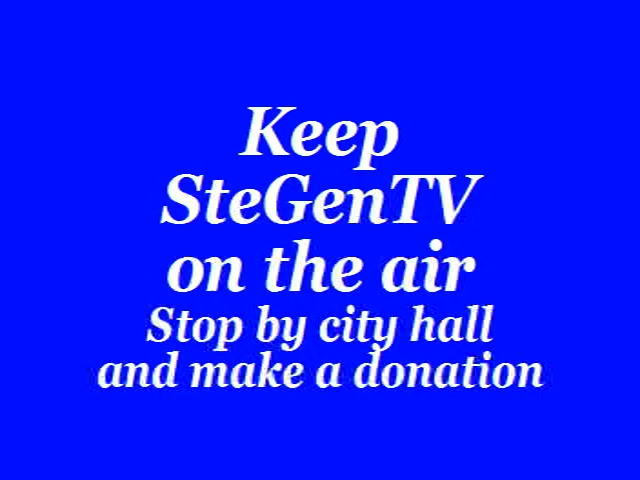 Keep
SteGenTV
on the air
Stop by city hall
and make a donation